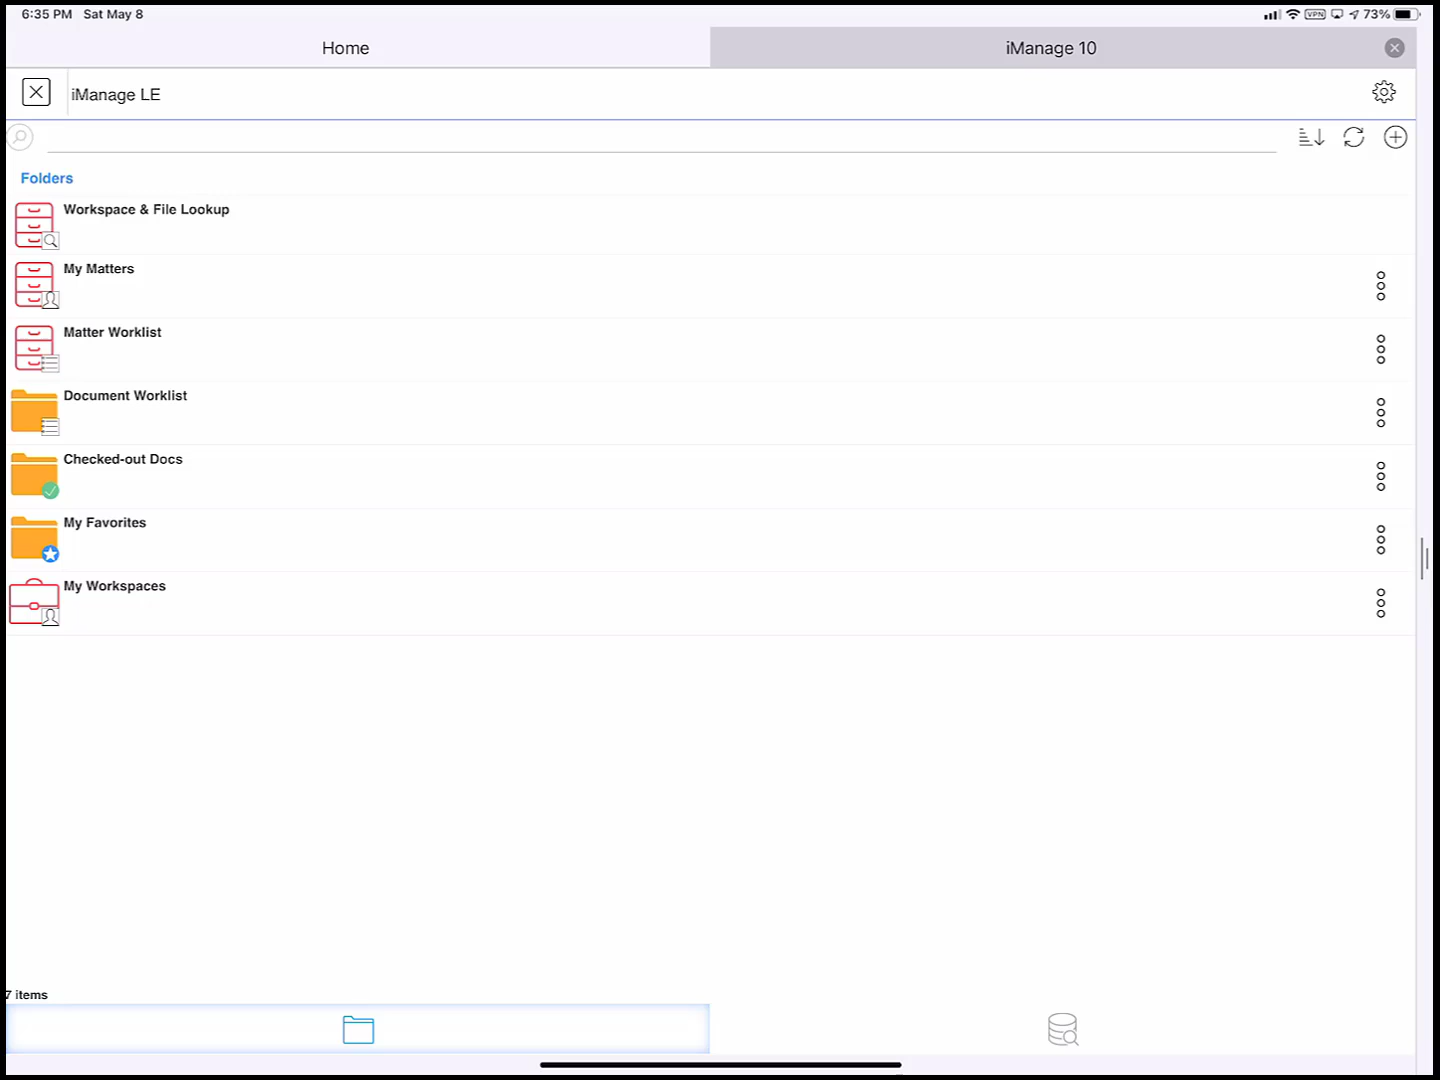 6:35 PM Sat May 8
VPN 73%
Home
iManage 10
iManage LE
Folders
Workspace & File Lookup
My Matters
Matter Worklist
Document Worklist
Checked-out Docs
My Favorites
My Workspaces
7 items